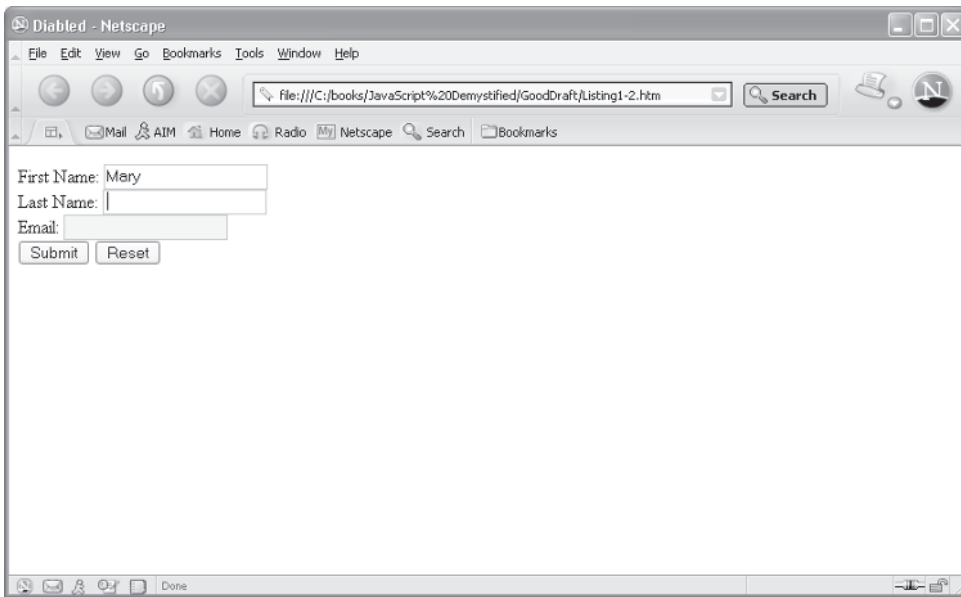 N Diabled - Netscape
File Edit View Go Bookmarks Tools Window Help
file:///C:/books/JavaScript%20Demystified/GoodDraft/Listing1-2.htm Search N
Mail AIM Home Radio My Netscape Search Bookmarks
First Name: Mary
Last Name:
Email:
Submit Reset
Done